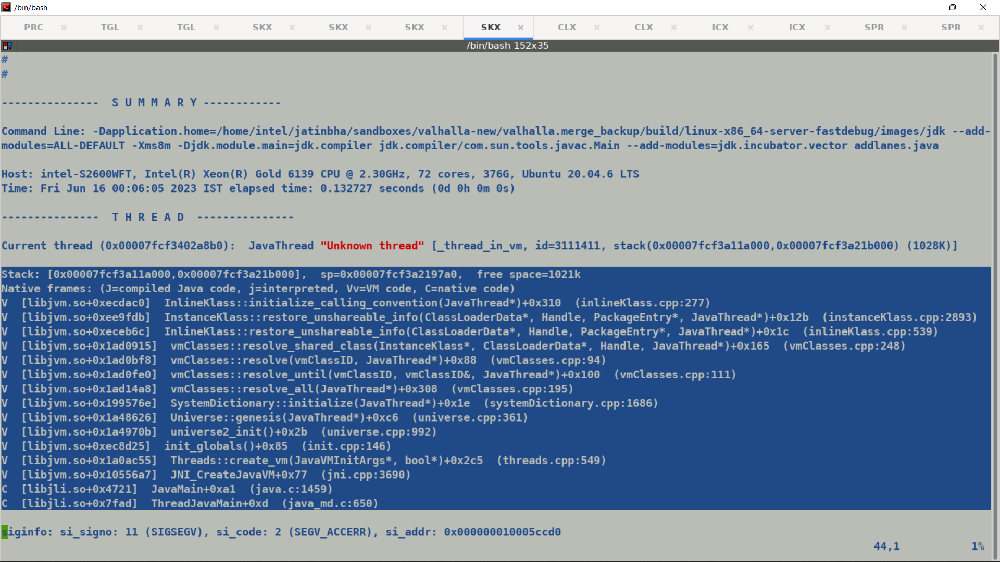 /bin/bash
PRC × TGL × TGL × SKX × SKX × SKX × SKX × CLX × CLX × ICX × ICX × SPR × SPR ×
/bin/bash 152x35
#
#
---------------  S U M M A R Y ------------
Command Line: -Dapplication.home=/home/intel/jatinbha/sandboxes/valhalla-new/valhalla.merge_backup/build/linux-x86_64-server-fastdebug/images/jdk --add-
modules=ALL-DEFAULT -Xms8m -Djdk.module.main=jdk.compiler jdk.compiler/com.sun.tools.javac.Main --add-modules=jdk.incubator.vector addlanes.java
Host: intel-S2600WFT, Intel(R) Xeon(R) Gold 6139 CPU @ 2.30GHz, 72 cores, 376G, Ubuntu 20.04.6 LTS
Time: Fri Jun 16 00:06:05 2023 IST elapsed time: 0.132727 seconds (0d 0h 0m 0s)
---------------  T H R E A D  ---------------
Current thread (0x00007fcf3402a8b0):  JavaThread "Unknown thread" [_thread_in_vm, id=3111411, stack(0x00007fcf3a11a000,0x00007fcf3a21b000) (1028K)]
Stack: [0x00007fcf3a11a000,0x00007fcf3a21b000],  sp=0x00007fcf3a2197a0,  free space=1021k
Native frames: (J=compiled Java code, j=interpreted, Vv=VM code, C=native code)
V  [libjvm.so+0xecdac0]  InlineKlass::initialize_calling_convention(JavaThread*)+0x310  (inlineKlass.cpp:277)
V  [libjvm.so+0xee9fdb]  InstanceKlass::restore_unshareable_info(ClassLoaderData*, Handle, PackageEntry*, JavaThread*)+0x12b  (instanceKlass.cpp:2893)
V  [libjvm.so+0xeceb6c]  InlineKlass::restore_unshareable_info(ClassLoaderData*, Handle, PackageEntry*, JavaThread*)+0x1c  (inlineKlass.cpp:539)
V  [libjvm.so+0x1ad0915]  vmClasses::resolve_shared_class(InstanceKlass*, ClassLoaderData*, Handle, JavaThread*)+0x165  (vmClasses.cpp:248)
V  [libjvm.so+0x1ad0bf8]  vmClasses::resolve(vmClassID, JavaThread*)+0x88  (vmClasses.cpp:94)
V  [libjvm.so+0x1ad0fe0]  vmClasses::resolve_until(vmClassID, vmClassID&, JavaThread*)+0x100  (vmClasses.cpp:111)
V  [libjvm.so+0x1ad14a8]  vmClasses::resolve_all(JavaThread*)+0x308  (vmClasses.cpp:195)
V  [libjvm.so+0x199576e]  SystemDictionary::initialize(JavaThread*)+0x1e  (systemDictionary.cpp:1686)
V  [libjvm.so+0x1a48626]  Universe::genesis(JavaThread*)+0xc6  (universe.cpp:361)
V  [libjvm.so+0x1a4970b]  universe2_init()+0x2b  (universe.cpp:992)
V  [libjvm.so+0xec8d25]  init_globals()+0x85  (init.cpp:146)
V  [libjvm.so+0x1a0ac55]  Threads::create_vm(JavaVMInitArgs*, bool*)+0x2c5  (threads.cpp:549)
V  [libjvm.so+0x10556a7]  JNI_CreateJavaVM+0x77  (jni.cpp:3690)
C  [libjli.so+0x4721]  JavaMain+0xa1  (java.c:1459)
C  [libjli.so+0x7fad]  ThreadJavaMain+0xd  (java_md.c:650)
siginfo: si_signo: 11 (SIGSEGV), si_code: 2 (SEGV_ACCERR), si_addr: 0x000000010005ccd0
44,1 1%